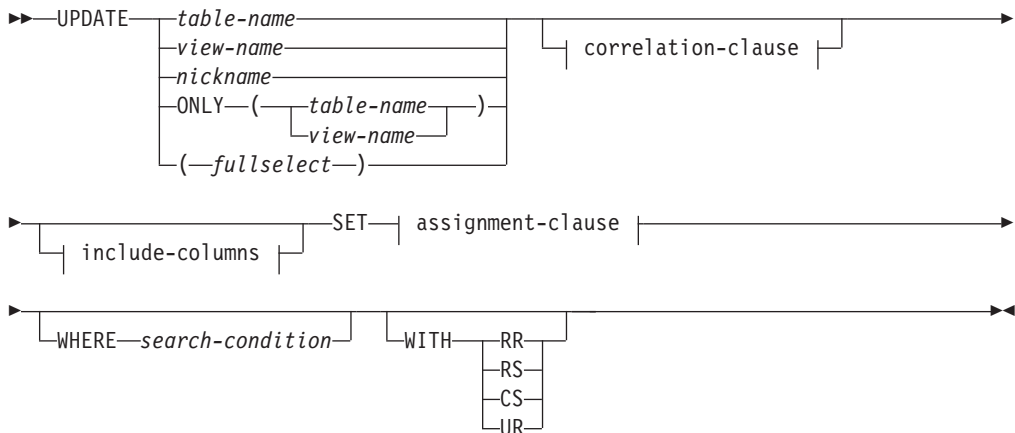 UPDATE table-name
view-name
nickname
ONLY ( table-name )
view-name
( fullselect )
correlation-clause
include-columns
SET assignment-clause
WHERE search-condition
WITH RR
RS
CS
UR